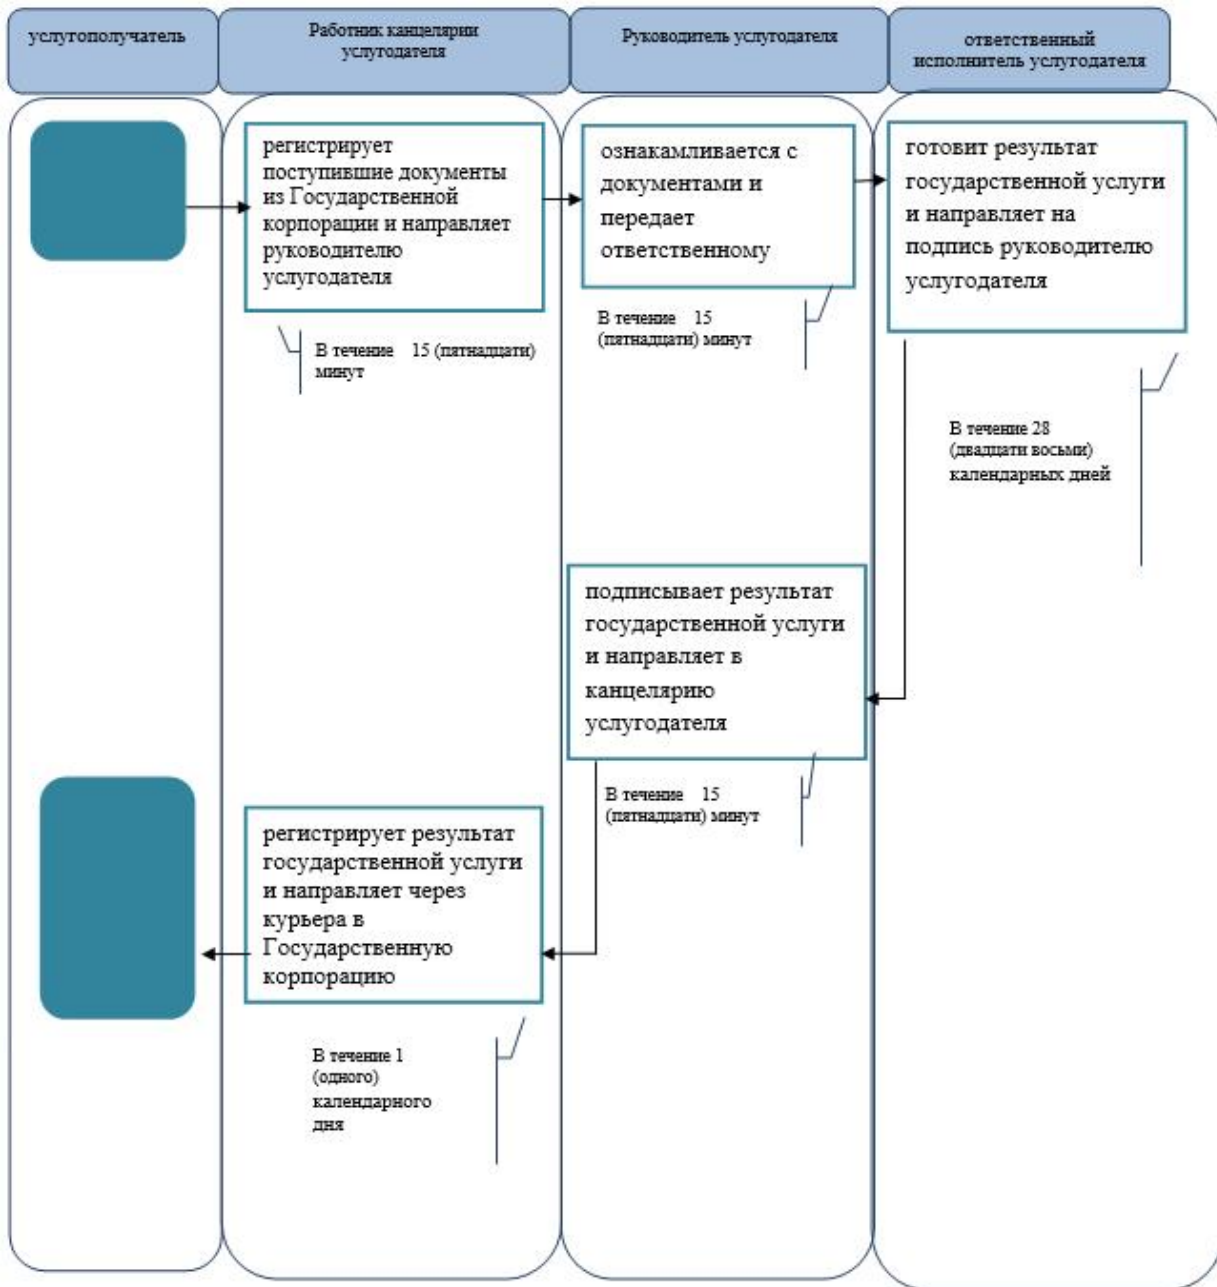 услугополучатель
Работник канцелярии
услугодателя
Руководитель услугодателя
ответственный
исполнитель услугодателя
регистрирует
поступившие документы
из Государственной
корпорации и направляет
руководителю
услугодателя
ознакамливается с
документами и
передает
ответственному
готовит результат
государственной услуги
и направляет на
подпись руководителю
услугодателя
В течение 15 (пятнадцати)
минут
В течение 15
(пятнадцати) минут
В течение 28
(двадцати восьми)
календарных дней
подписывает результат
государственной услуги
и направляет в
канцелярию
услугодателя
В течение 15
(пятнадцати) минут
регистрирует результат
государственной услуги
и направляет через
курьера в
Государственную
корпорацию
В течение 1
(одного)
календарного
дня